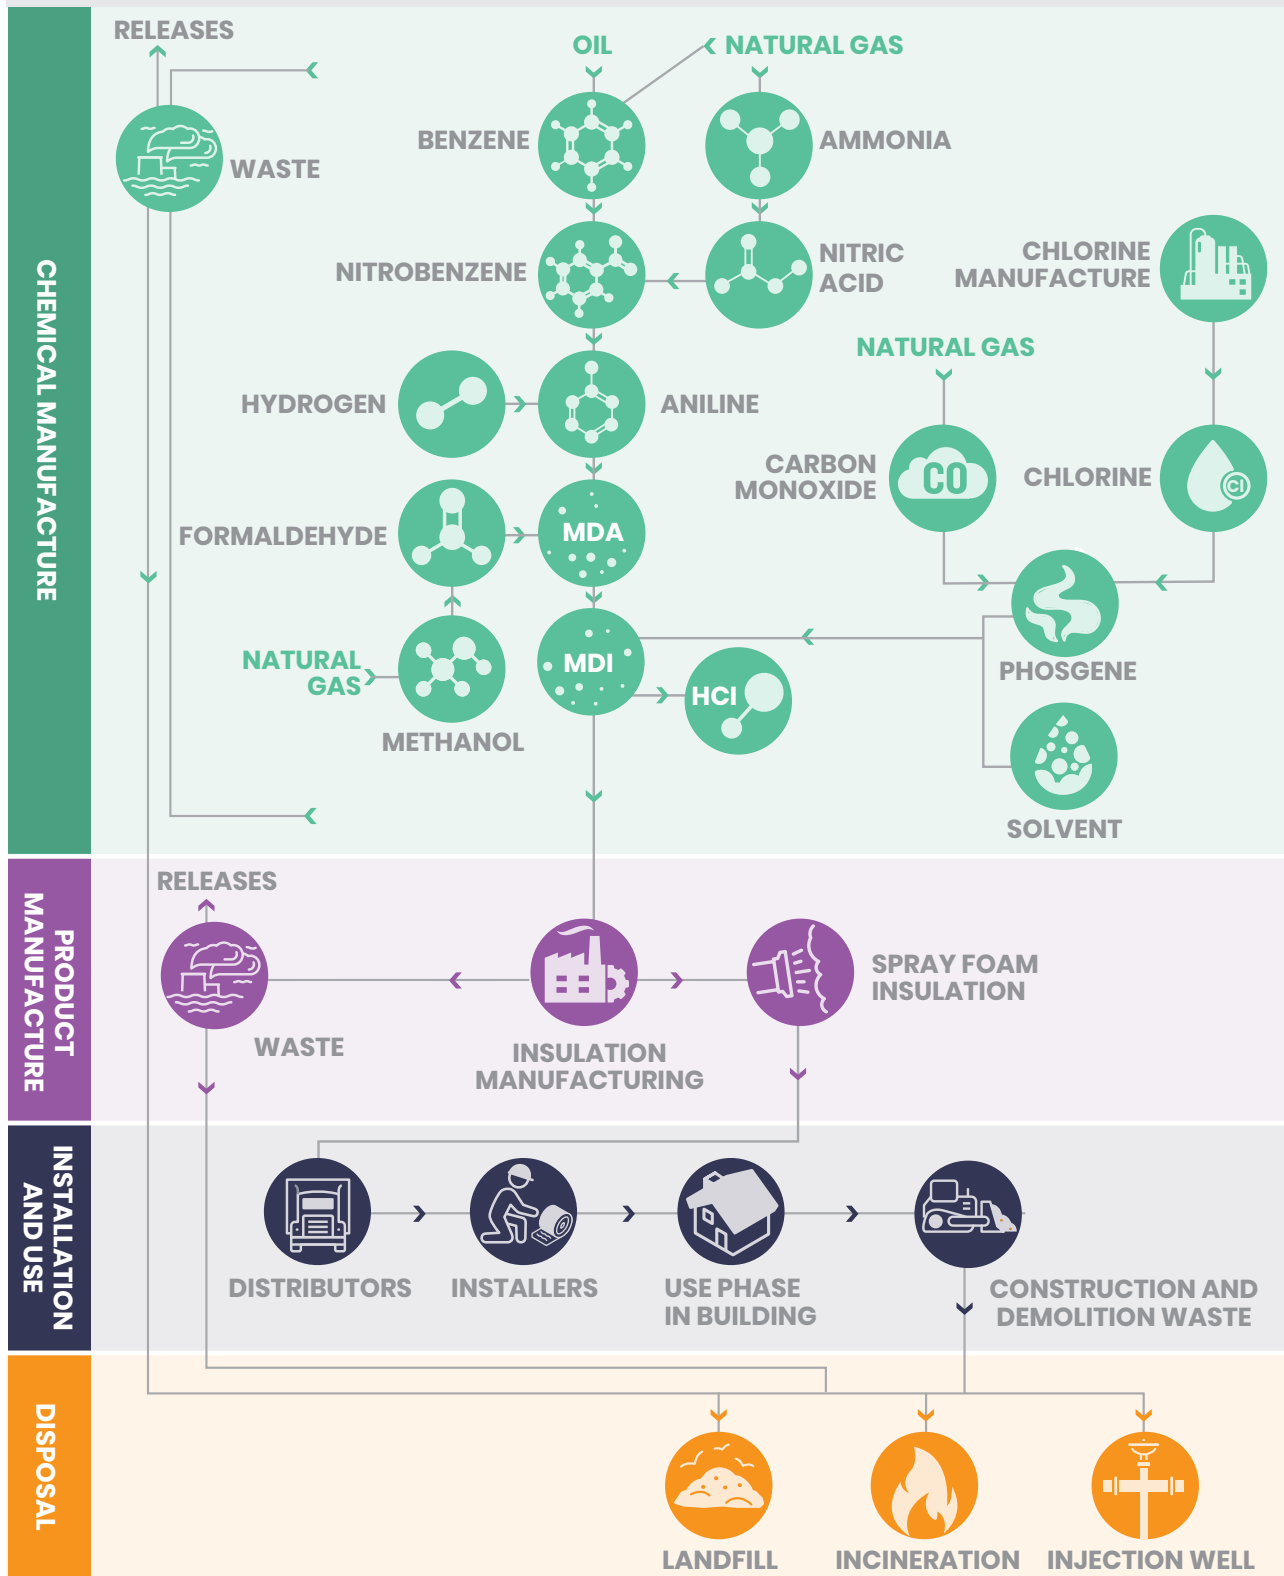 CHEMICAL MANUFACTURE
RELEASES
OIL
NATURAL GAS
BENZENE
AMMONIA
WASTE
NITROBENZENE
NITRIC
ACID
CHLORINE
MANUFACTURE
NATURAL GAS
HYDROGEN
ANILINE
CARBON
MONOXIDE
CO
CHLORINE
Cl
FORMALDEHYDE
MDA
NATURAL
GAS
MDI
HCl
PHOSGENE
METHANOL
SOLVENT
PRODUCT
MANUFACTURE
RELEASES
SPRAY FOAM
INSULATION
WASTE
INSULATION
MANUFACTURING
INSTALLATION
AND USE
DISTRIBUTORS
INSTALLERS
USE PHASE
IN BUILDING
CONSTRUCTION AND
DEMOLITION WASTE
DISPOSAL
LANDFILL
INCINERATION
INJECTION WELL